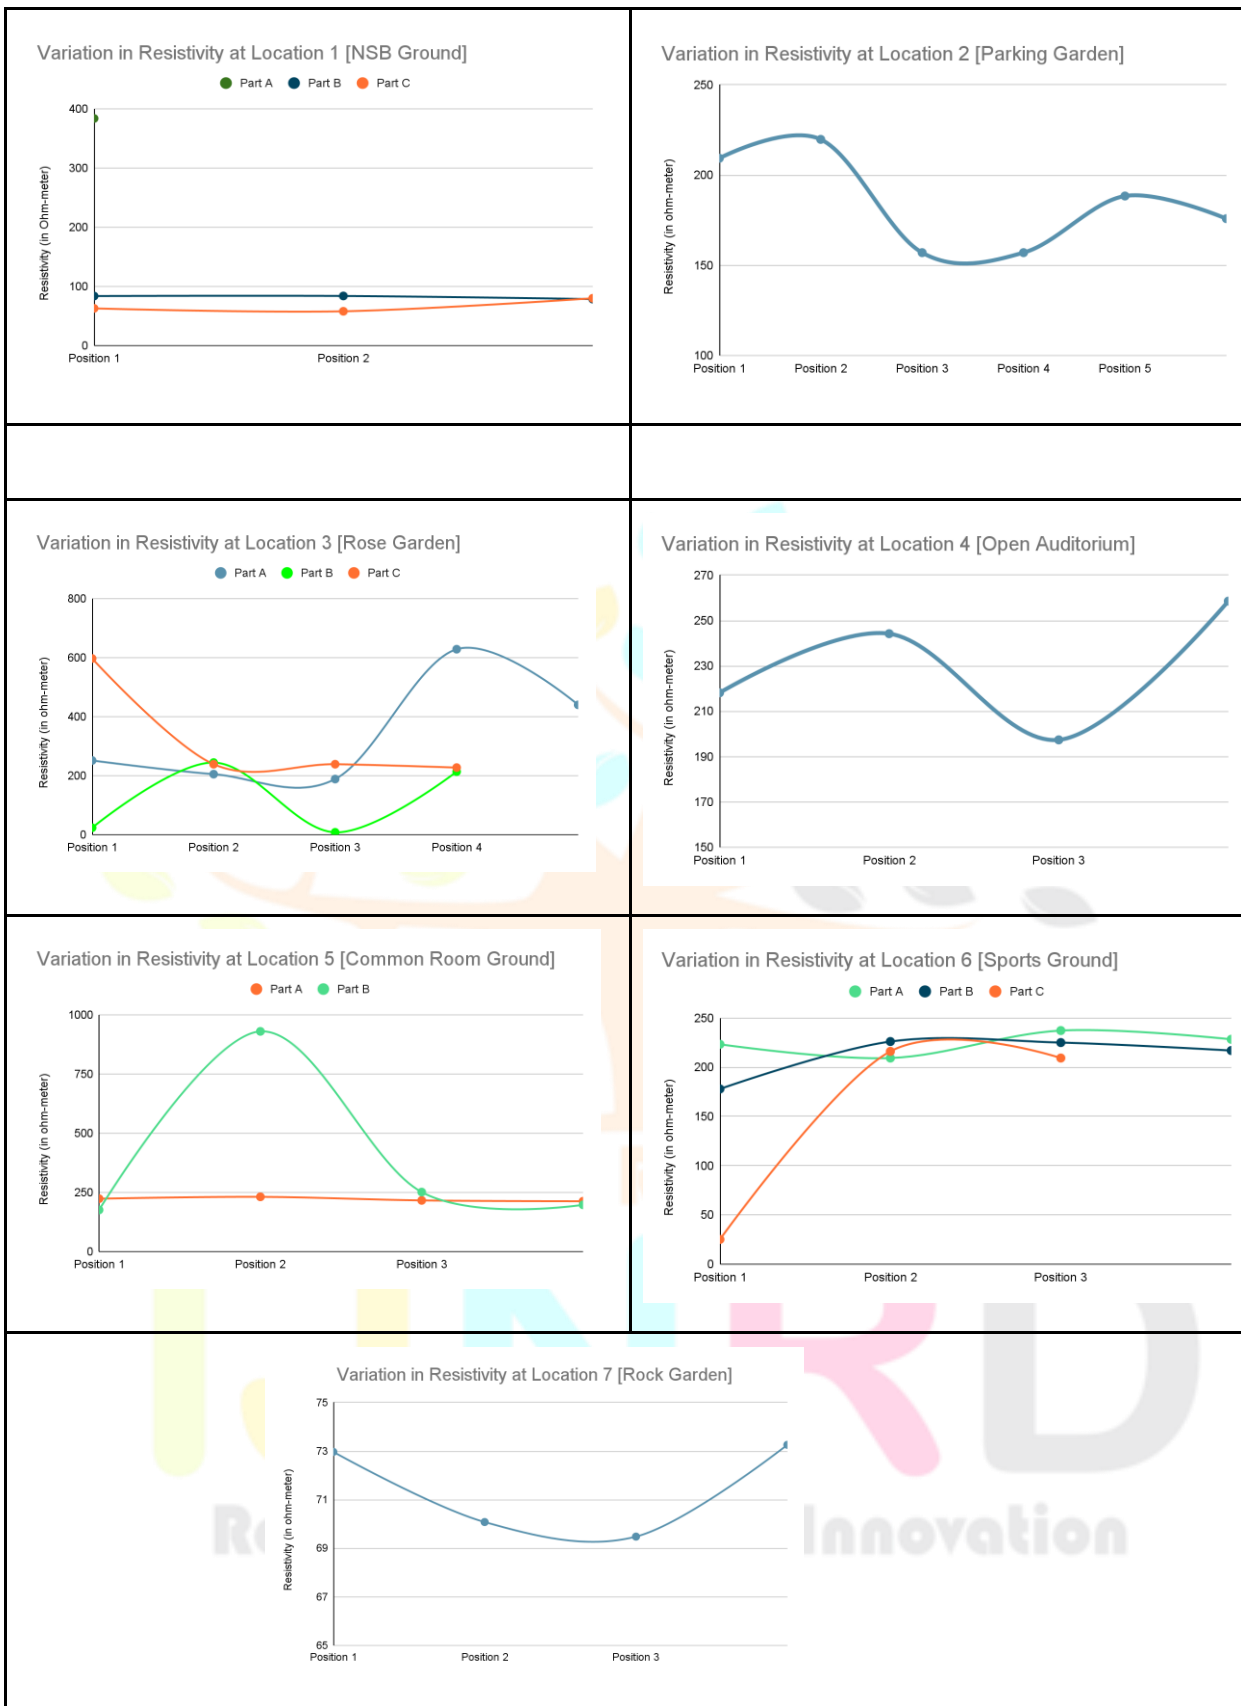 Variation in Resistivity at Location 1 [NSB Ground]
Part A Part B Part C
Resistivity (in Ohm-meter)
400
300
200
100
0
Position 1 Position 2
Variation in Resistivity at Location 2 [Parking Garden]
Resistivity (in ohm-meter)
250
200
150
100
Position 1 Position 2 Position 3 Position 4 Position 5
Variation in Resistivity at Location 3 [Rose Garden]
Part A Part B Part C
Resistivity (in ohm-meter)
800
600
400
200
0
Position 1 Position 2 Position 3 Position 4
Variation in Resistivity at Location 4 [Open Auditorium]
Resistivity (in ohm-meter)
270
250
230
210
190
170
150
Position 1 Position 2 Position 3
Variation in Resistivity at Location 5 [Common Room Ground]
Part A Part B
Resistivity (in ohm-meter)
1000
750
500
250
0
Position 1 Position 2 Position 3
Variation in Resistivity at Location 6 [Sports Ground]
Part A Part B Part C
Resistivity (in ohm-meter)
250
200
150
100
50
0
Position 1 Position 2 Position 3
Variation in Resistivity at Location 7 [Rock Garden]
Resistivity (in ohm-meter)
75
73
71
69
67
65
Position 1 Position 2 Position 3
Innovation